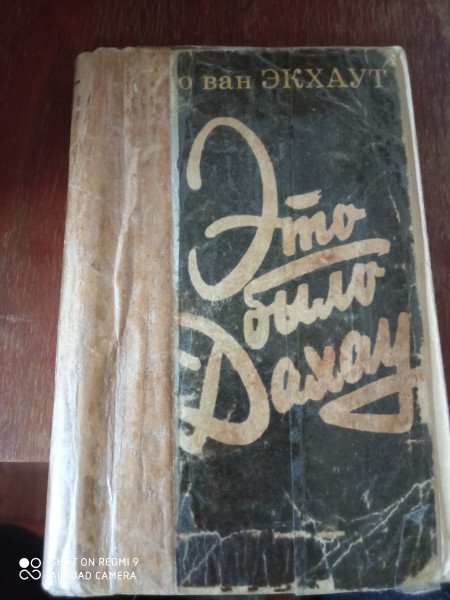 о ван ЭКХАУТ
Это
было
Дахау
SHOT ON REDMI 9
AI QUAD CAMERA